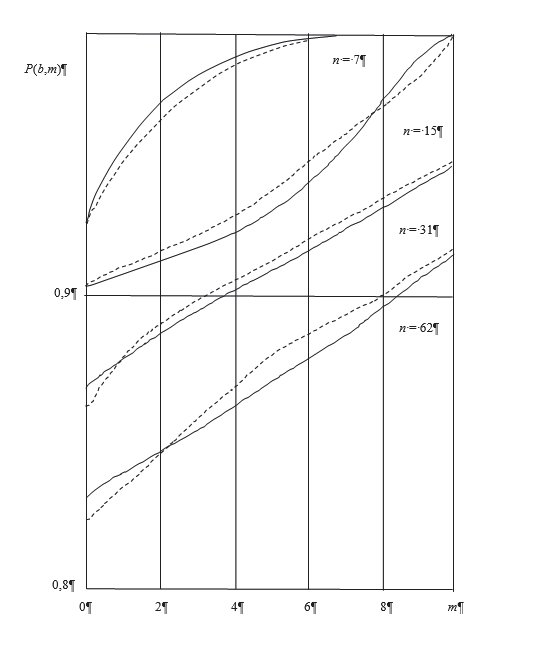 P(b,m)¶
n·=·7¶
n·=·15¶
n·=·31¶
0,9¶
n·=·62¶
0,8¶
0¶ 2¶ 4¶ 6¶ 8¶ m¶